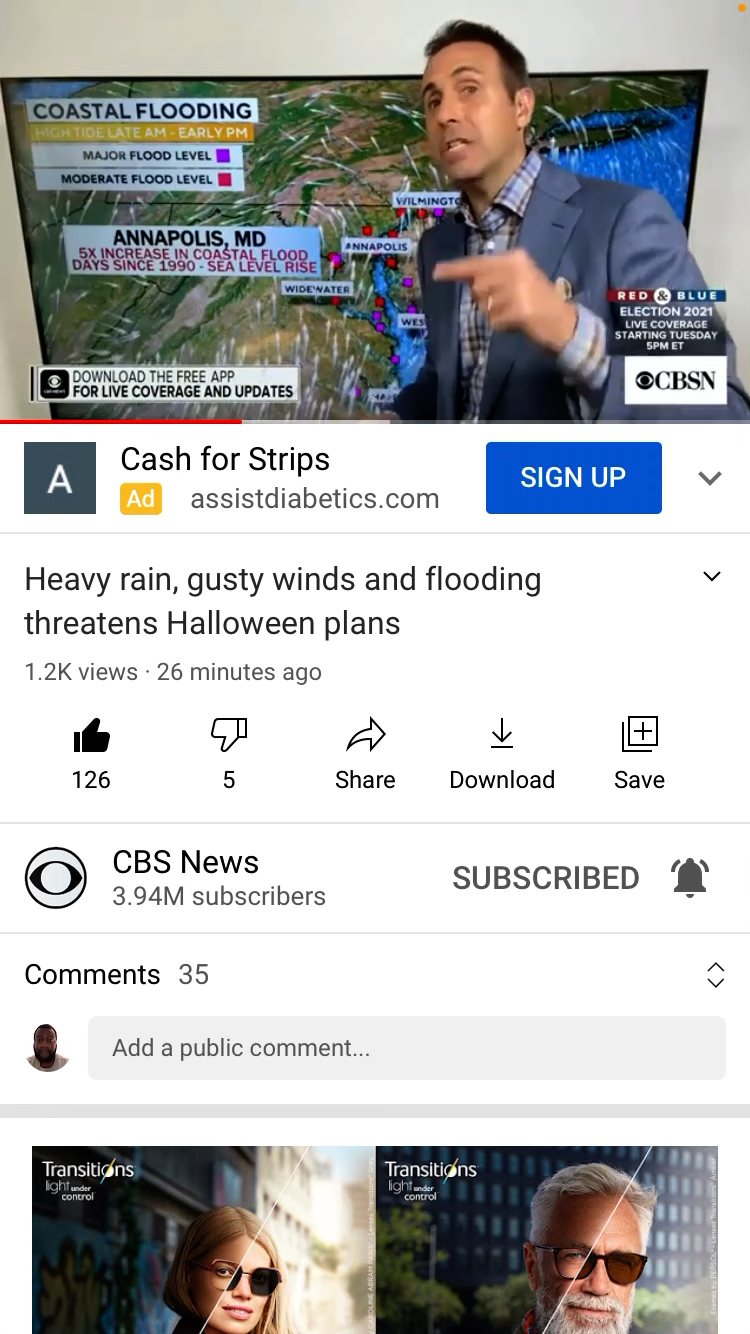 COASTAL FLOODING
HIGH TIDE LATE AM - EARLY PM
MAJOR FLOOD LEVEL
MODERATE FLOOD LEVEL
WILMINGTO
ANNAPOLIS, MD
5X INCREASE IN COASTAL FLOOD
DAYS SINCE 1990 - SEA LEVEL RISE
ANNAPOLIS
WIDEWATER
WES
RED & BLUE
ELECTION 2021
LIVE COVERAGE
STARTING TUESDAY
5PM ET
CBSN
DOWNLOAD THE FREE APP
FOR LIVE COVERAGE AND UPDATES
A
Cash for Strips
Ad assistdiabetics.com
SIGN UP
Heavy rain, gusty winds and flooding
threatens Halloween plans
1.2K views · 26 minutes ago
126 5 Share Download Save
CBS News
3.94M subscribers
SUBSCRIBED
Comments 35
Add a public comment...
Transitions
light under
control
Transitions
light under
control